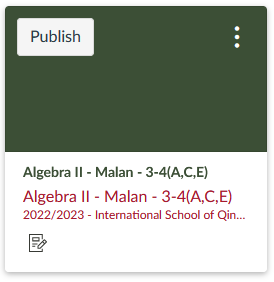 Publish
Algebra II - Malan - 3-4(A,C,E)
Algebra II - Malan - 3-4(A,C,E)
2022/2023 - International School of Qin...